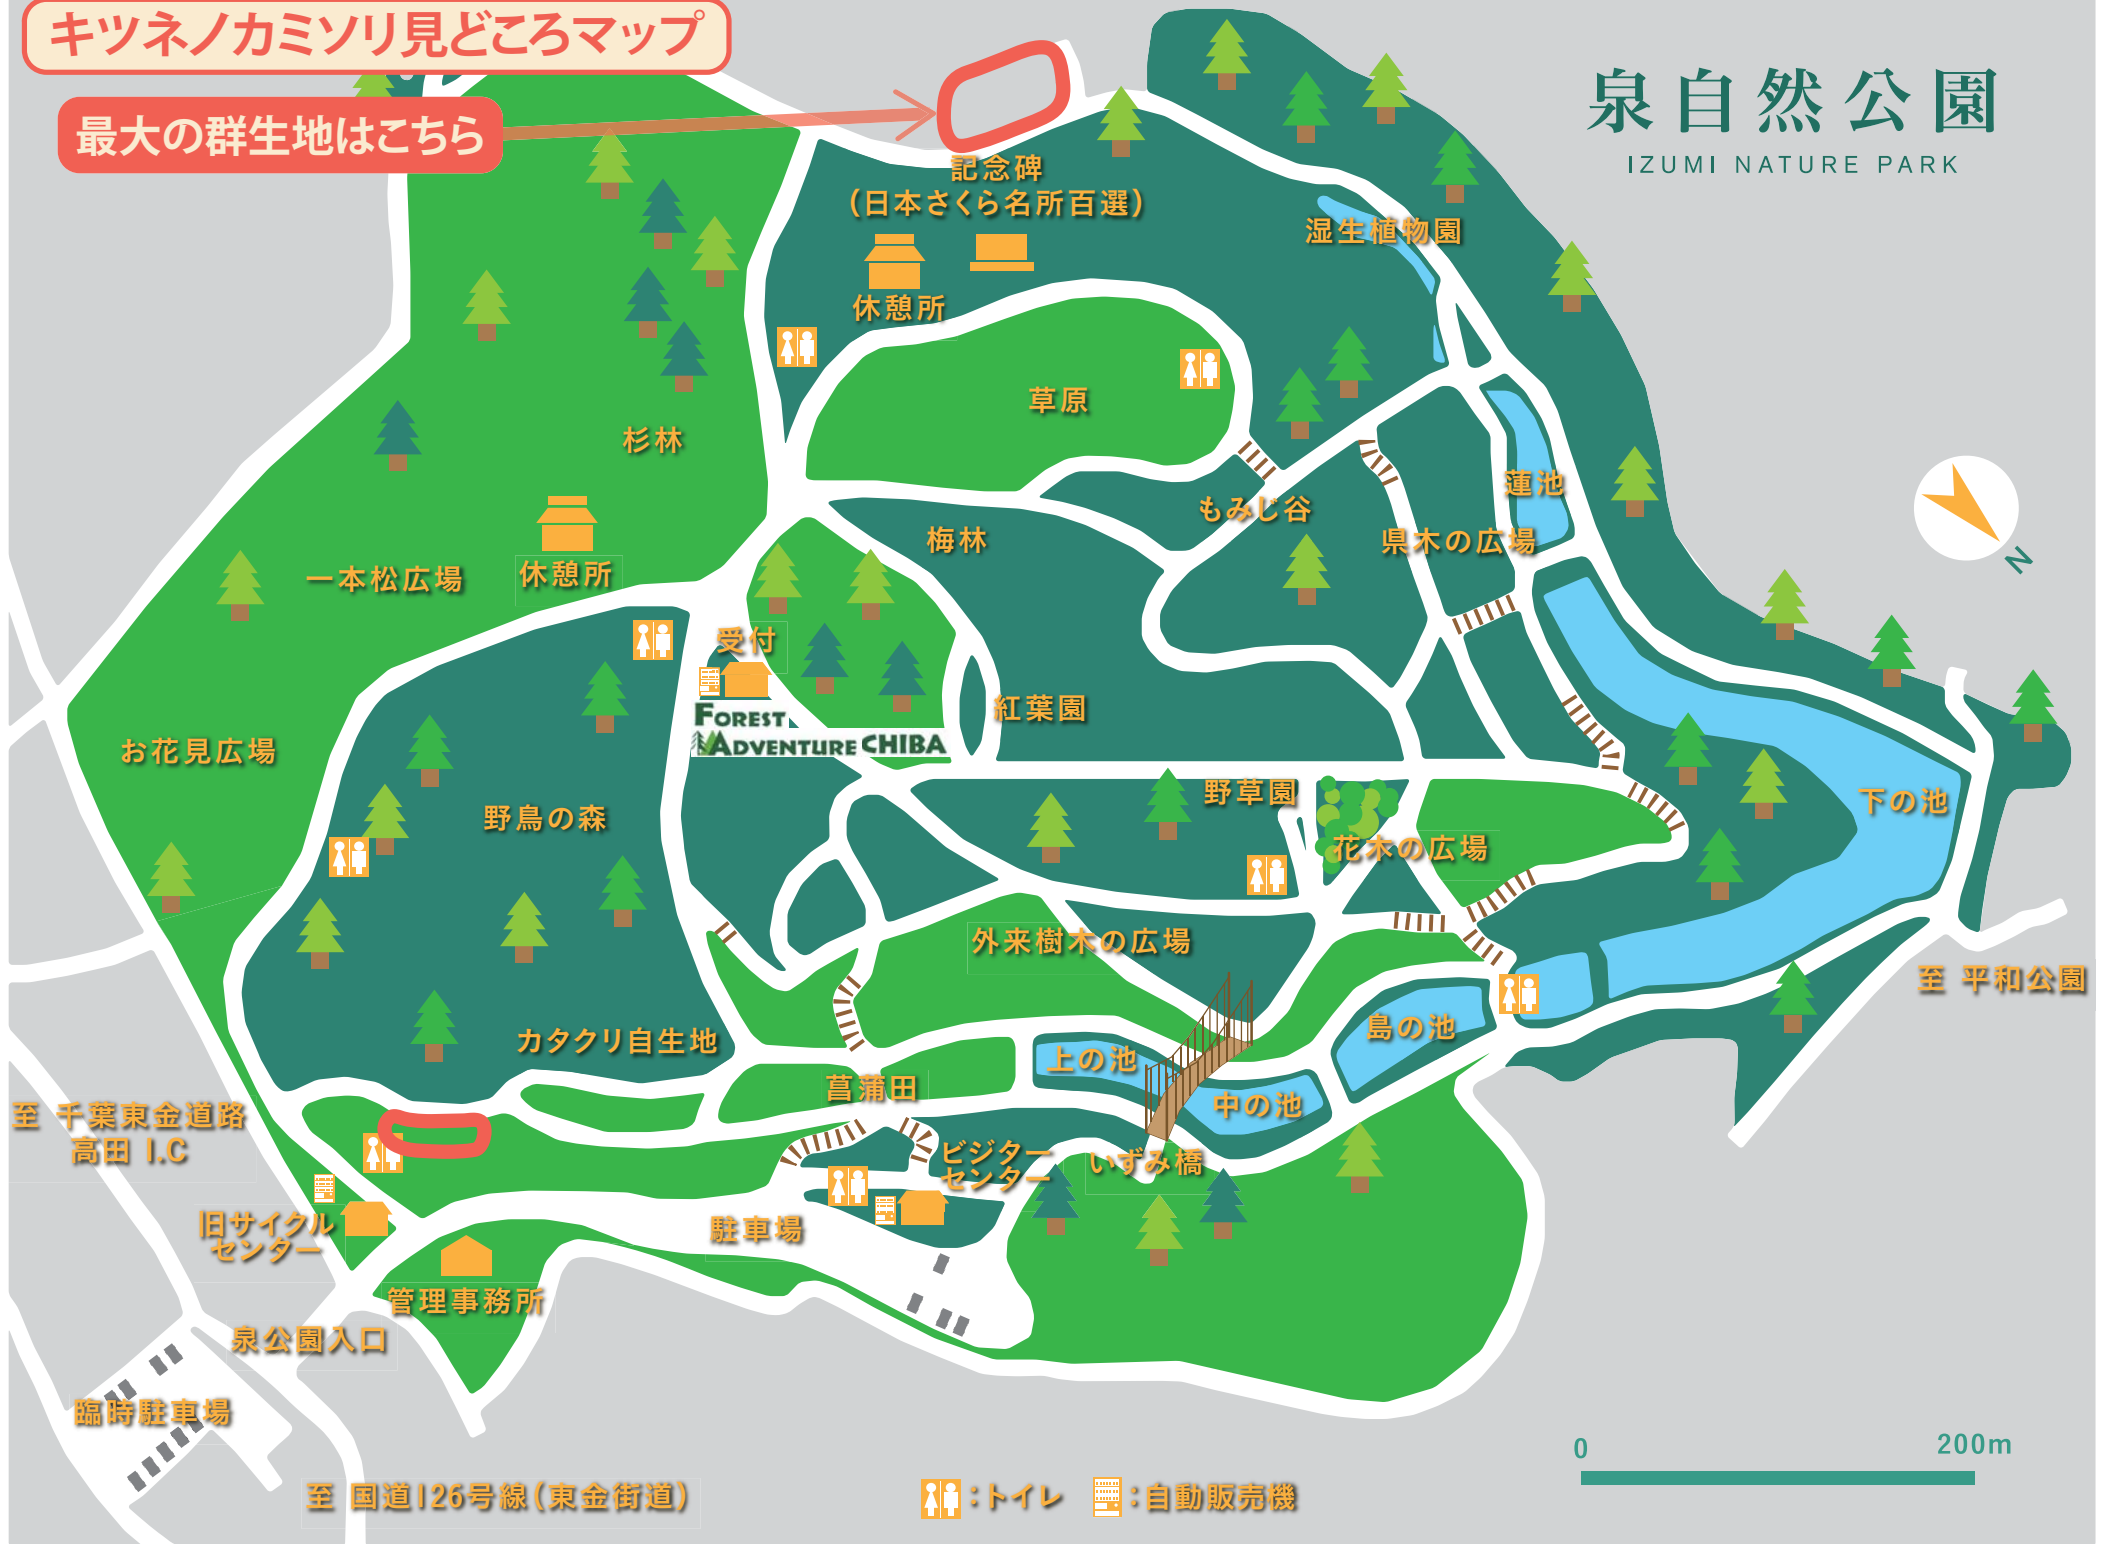 キツネノカミソリ見どころマップ
最大の群生地はこちら
泉自然公園
IZUMI NATURE PARK
記念碑
(日本さくら名所百選)
湿生植物園
休憩所
草原
杉林
蓮池
もみじ谷
県木の広場
梅林
N
一本松広場
休憩所
受付
紅葉園
FOREST
ADVENTURE CHIBA
お花見広場
野草園
下の池
野鳥の森
花木の広場
外来樹木の広場
至 平和公園
島の池
カタクリ自生地
上の池
菖蒲田
中の池
至 千葉東金道路
高田 I.C
ビジター
センター
いずみ橋
旧サイクル
センター
駐車場
管理事務所
泉公園入口
臨時駐車場
0
200m
至 国道126号線(東金街道)
:トイレ
:自動販売機